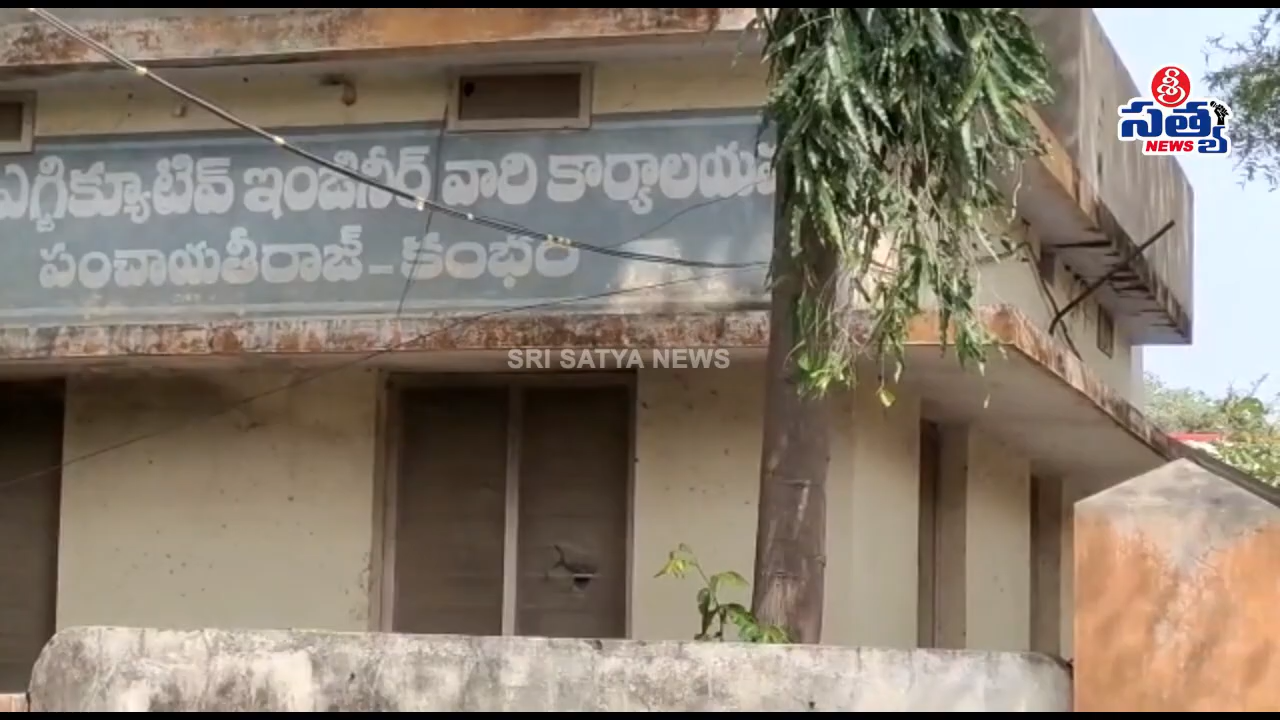 ఎగ్జిక్యూటివ్ ఇంజినీర్ వారి కార్యాలయం
పంచాయతీరాజ్ - కంభం
శ్రీ
సత్య
NEWS
SRI SATYA NEWS